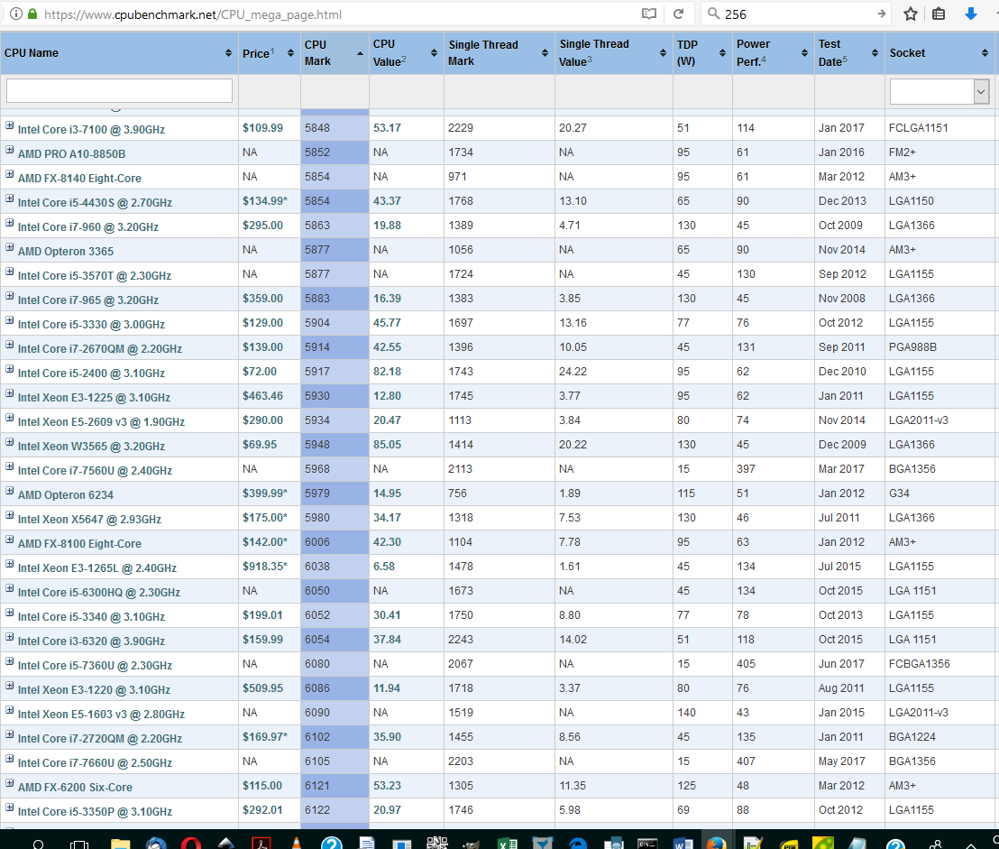 https://www.cpubenchmark.net/CPU_mega_page.html 256
CPU Name Price1 CPU Mark CPU Value2 Single Thread Mark Single Thread Value3 TDP (W) Power Perf.4 Test Date5 Socket
Intel Core i3-7100 @ 3.90GHz $109.99 5848 53.17 2229 20.27 51 114 Jan 2017 FCLGA1151
AMD PRO A10-8850B NA 5852 NA 1734 NA 95 61 Jan 2016 FM2+
AMD FX-8140 Eight-Core NA 5854 NA 971 NA 95 61 Mar 2012 AM3+
Intel Core i5-4430S @ 2.70GHz $134.99* 5854 43.37 1768 13.10 65 90 Dec 2013 LGA1150
Intel Core i7-960 @ 3.20GHz $295.00 5863 19.88 1389 4.71 130 45 Oct 2009 LGA1366
AMD Opteron 3365 NA 5877 NA 1056 NA 65 90 Nov 2014 AM3+
Intel Core i5-3570T @ 2.30GHz NA 5877 NA 1724 NA 45 130 Sep 2012 LGA1155
Intel Core i7-965 @ 3.20GHz $359.00 5883 16.39 1383 3.85 130 45 Nov 2008 LGA1366
Intel Core i5-3330 @ 3.00GHz $129.00 5904 45.77 1697 13.16 77 76 Oct 2012 LGA1155
Intel Core i7-2670QM @ 2.20GHz $139.00 5914 42.55 1396 10.05 45 131 Sep 2011 PGA988B
Intel Core i5-2400 @ 3.10GHz $72.00 5917 82.18 1743 24.22 95 62 Dec 2010 LGA1155
Intel Xeon E3-1225 @ 3.10GHz $463.46 5930 12.80 1745 3.77 95 62 Jan 2011 LGA1155
Intel Xeon E5-2609 v3 @ 1.90GHz $290.00 5934 20.47 1113 3.84 80 74 Nov 2014 LGA2011-v3
Intel Xeon W3565 @ 3.20GHz $69.95 5948 85.05 1414 20.22 130 45 Dec 2009 LGA1366
Intel Core i7-7560U @ 2.40GHz NA 5968 NA 2113 NA 15 397 Mar 2017 BGA1356
AMD Opteron 6234 $399.99* 5979 14.95 756 1.89 115 51 Jan 2012 G34
Intel Xeon X5647 @ 2.93GHz $175.00* 5980 34.17 1318 7.53 130 46 Jul 2011 LGA1366
AMD FX-8100 Eight-Core $142.00* 6006 42.30 1104 7.78 95 63 Jan 2012 AM3+
Intel Xeon E3-1265L @ 2.40GHz $918.35* 6038 6.58 1478 1.61 45 134 Jul 2015 LGA1155
Intel Core i5-6300HQ @ 2.30GHz NA 6050 NA 1673 NA 45 134 Oct 2015 LGA 1151
Intel Core i5-3340 @ 3.10GHz $199.01 6052 30.41 1750 8.80 77 78 Oct 2013 LGA1155
Intel Core i3-6320 @ 3.90GHz $159.99 6054 37.84 2243 14.02 51 118 Oct 2015 LGA 1151
Intel Core i5-7360U @ 2.30GHz NA 6080 NA 2067 NA 15 405 Jun 2017 FCBGA1356
Intel Xeon E3-1220 @ 3.10GHz $509.95 6086 11.94 1718 3.37 80 76 Aug 2011 LGA1155
Intel Xeon E5-1603 v3 @ 2.80GHz NA 6090 NA 1519 NA 140 43 Jan 2015 LGA2011-v3
Intel Core i7-2720QM @ 2.20GHz $169.97* 6102 35.90 1455 8.56 45 135 Jan 2011 BGA1224
Intel Core i7-7660U @ 2.50GHz NA 6105 NA 2203 NA 15 407 May 2017 BGA1356
AMD FX-6200 Six-Core $115.00 6121 53.23 1305 11.35 125 48 Mar 2012 AM3+
Intel Core i5-3350P @ 3.10GHz $292.01 6122 20.97 1746 5.98 69 88 Oct 2012 LGA1155